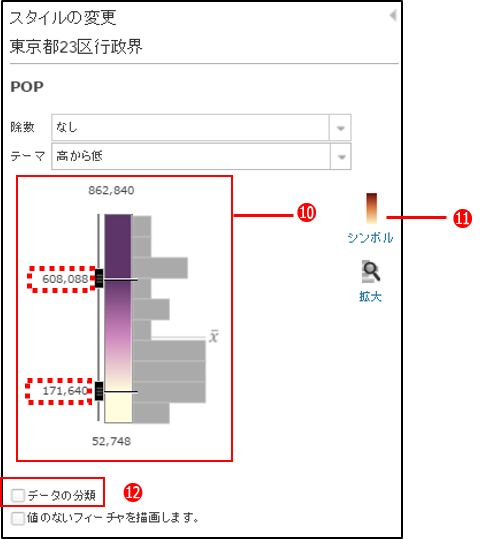 スタイルの変更
東京都23区行政界
POP
除数 なし
テーマ 高から低
862,840
⑩
⑪
シンボル
608,088
拡大
x̄
171,640
52,748
データの分類
⑫
値のないフィーチャを描画します。